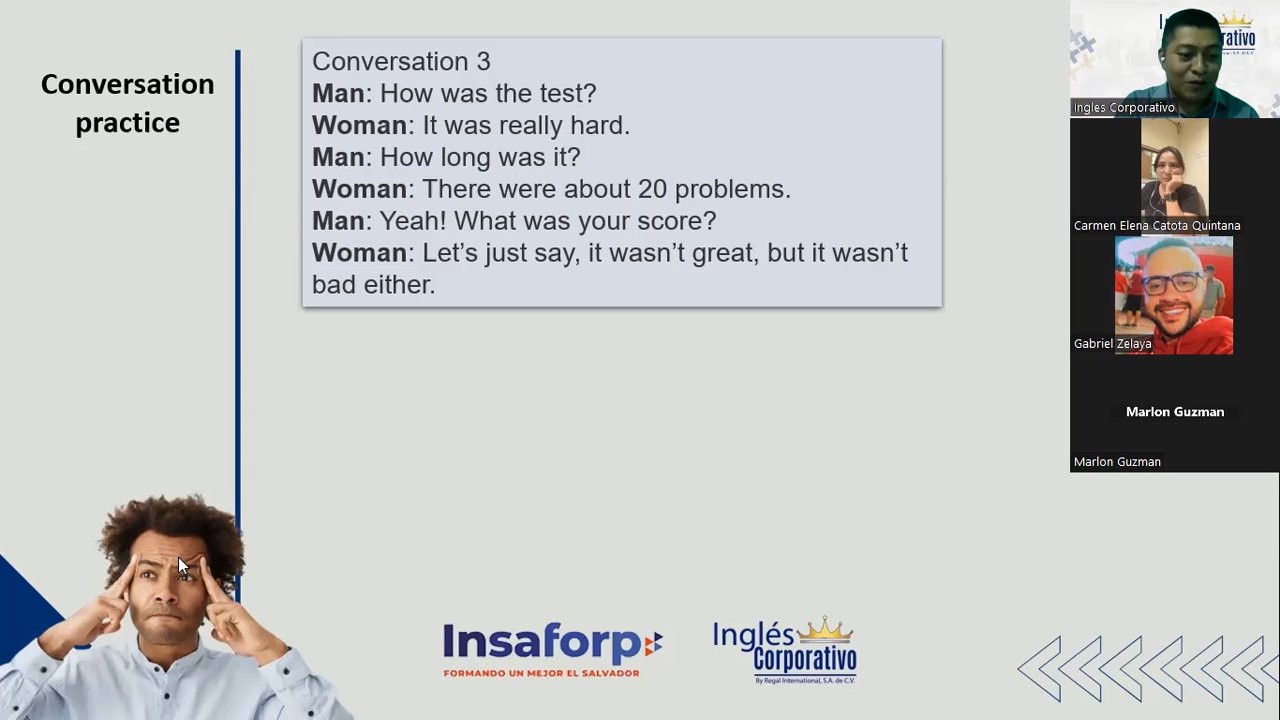 Conversation
practice
Conversation 3
Man: How was the test?
Woman: It was really hard.
Man: How long was it?
Woman: There were about 20 problems.
Man: Yeah! What was your score?
Woman: Let’s just say, it wasn’t great, but it wasn’t
bad either.
Insaforp
FORMANDO UN MEJOR EL SALVADOR
Inglés
Corporativo
By Regal International, S.A. de C.V.
Ingles Corporativo
Carmen Elena Catota Quintana
Gabriel Zelaya
Marlon Guzman
Marlon Guzman